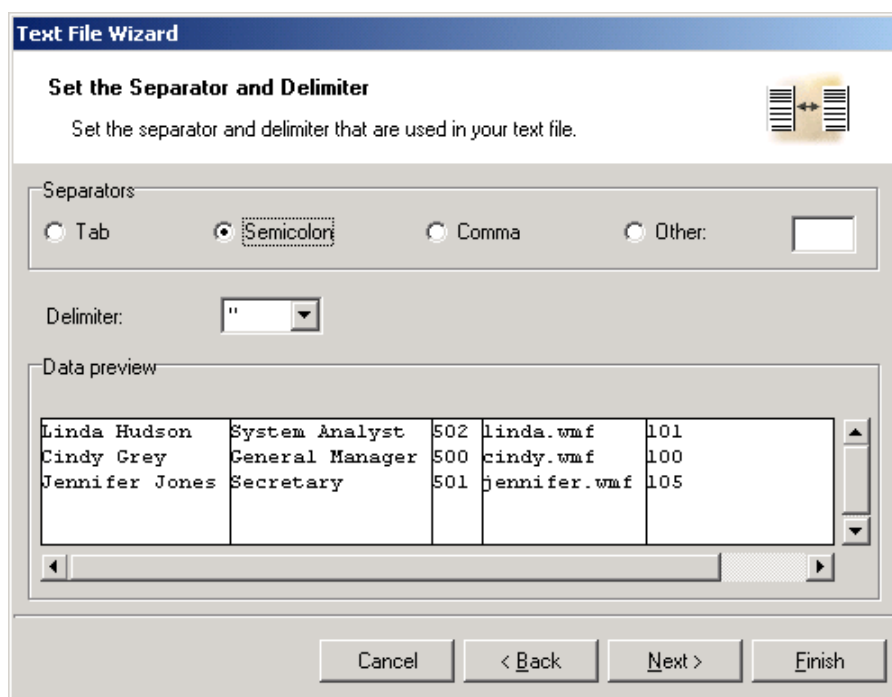 Text File Wizard
Set the Separator and Delimiter
Set the separator and delimiter that are used in your text file.
Separators
Tab Semicolon Comma Other:
Delimiter: "
Data preview
Linda Hudson System Analyst 502 linda.wmf 101
Cindy Grey General Manager 500 cindy.wmf 100
Jennifer Jones Secretary 501 jennifer.wmf 105
Cancel < Back Next > Finish